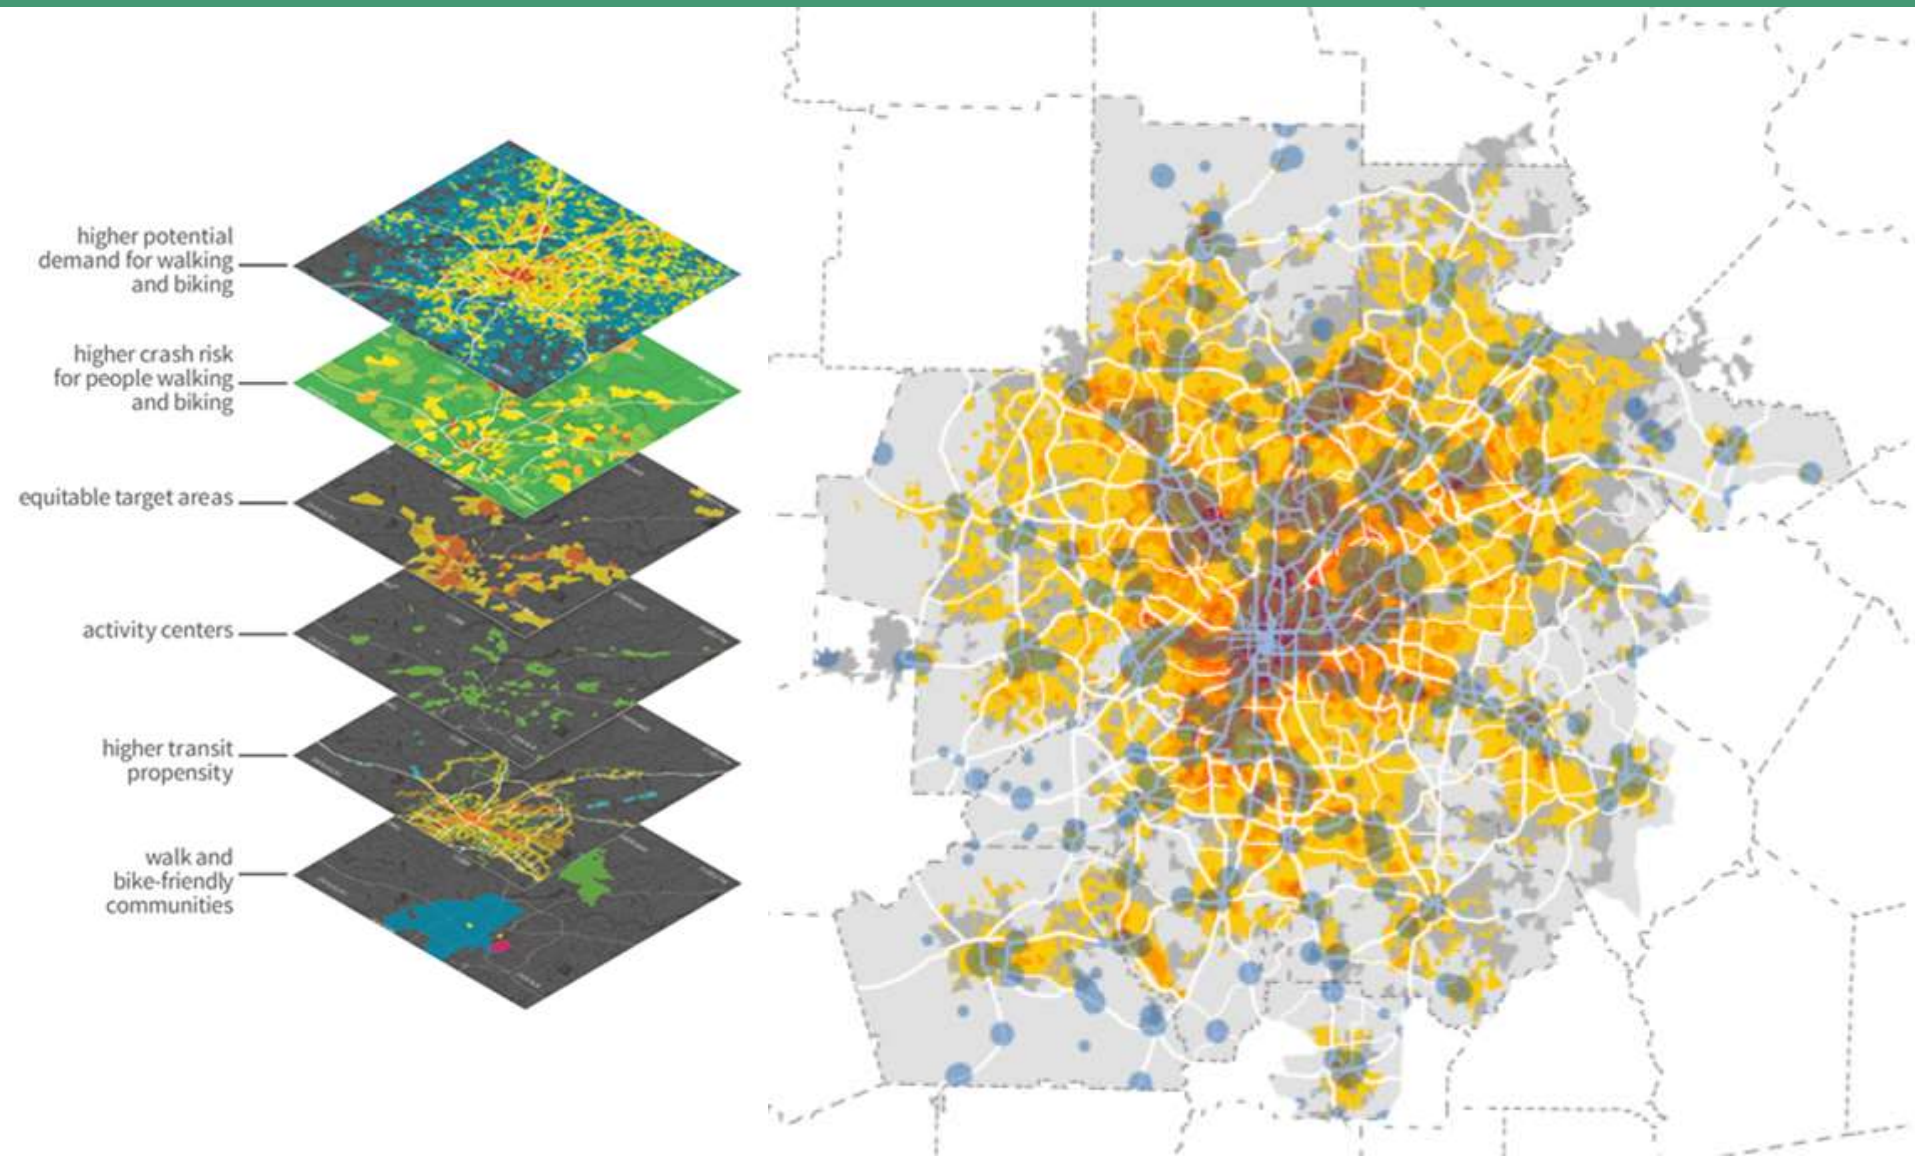 higher potential
demand for walking
and biking
higher crash risk
for people walking
and biking
equitable target areas
activity centers
higher transit
propensity
walk and
bike-friendly
communities